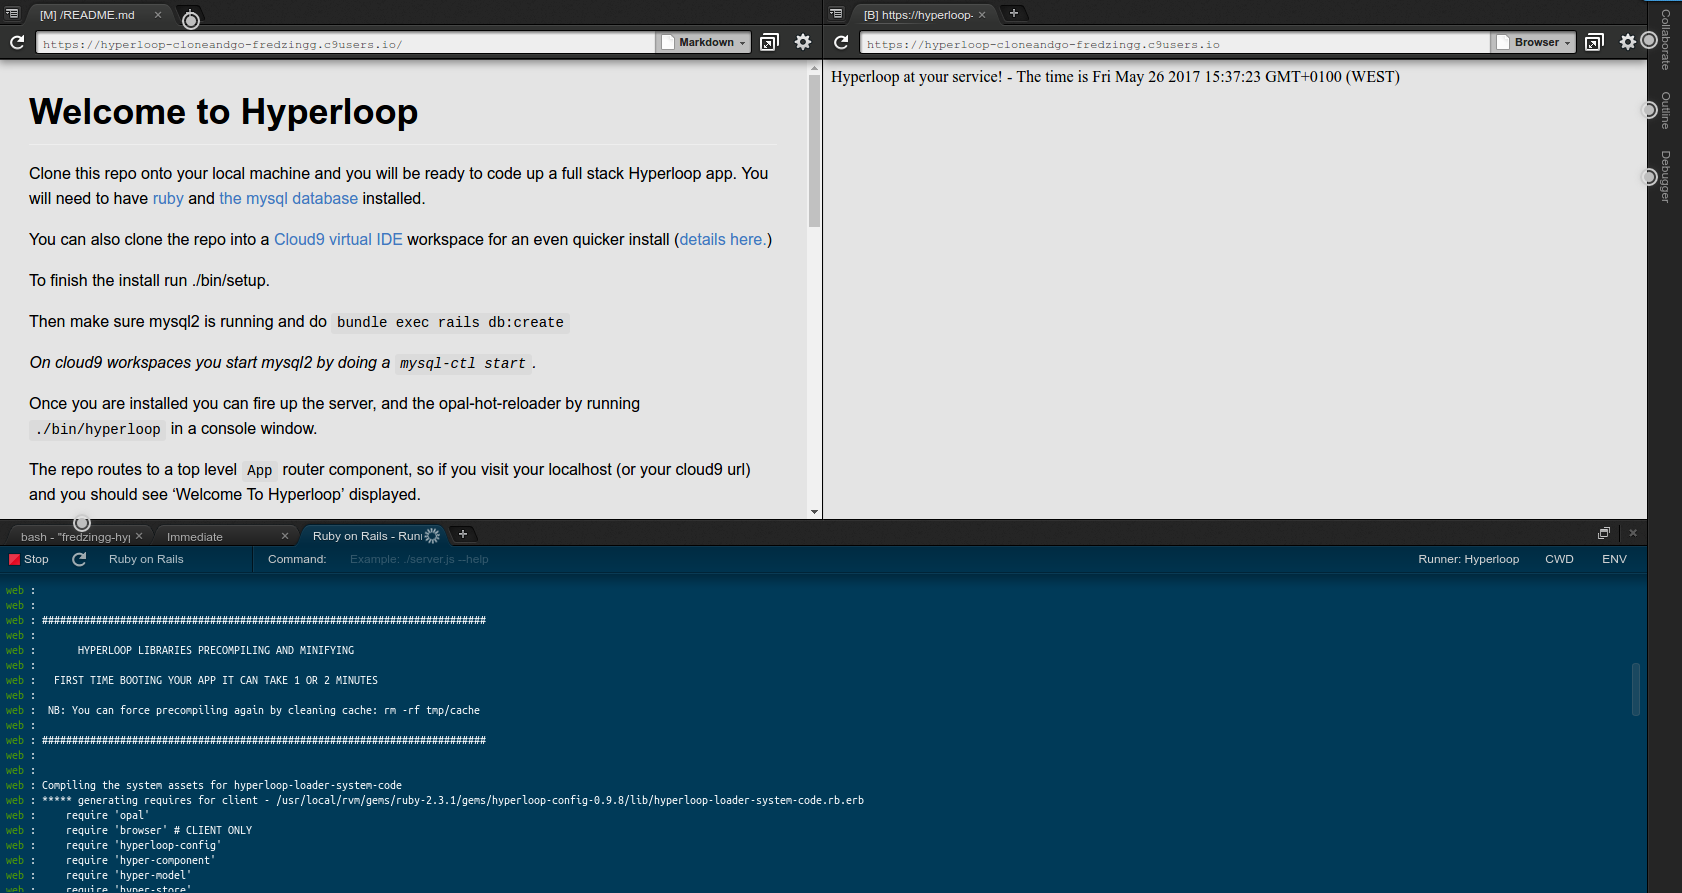 [M] /README.md
https://hyperloop-cloneandgo-fredzingg.c9users.io/
Markdown
Welcome to Hyperloop
Clone this repo onto your local machine and you will be ready to code up a full stack Hyperloop app. You
will need to have ruby and the mysql database installed.
You can also clone the repo into a Cloud9 virtual IDE workspace for an even quicker install (details here.)
To finish the install run ./bin/setup.
Then make sure mysql2 is running and do bundle exec rails db:create
On cloud9 workspaces you start mysql2 by doing a mysql-ctl start.
Once you are installed you can fire up the server, and the opal-hot-reloader by running
./bin/hyperloop in a console window.
The repo routes to a top level App router component, so if you visit your localhost (or your cloud9 url)
and you should see ‘Welcome To Hyperloop’ displayed.
[B] https://hyperloop-
https://hyperloop-cloneandgo-fredzingg.c9users.io
Browser
Hyperloop at your service! - The time is Fri May 26 2017 15:37:23 GMT+0100 (WEST)
Collaborate
Outline
Debugger
bash - "fredzingg-hyp
Immediate
Ruby on Rails - Runn
Stop
Ruby on Rails
Command:
Example: ./server.js --help
Runner: Hyperloop
CWD
ENV
web :
web :
web : ##########################################################################
web :
web : HYPERLOOP LIBRARIES PRECOMPILING AND MINIFYING
web :
web : FIRST TIME BOOTING YOUR APP IT CAN TAKE 1 OR 2 MINUTES
web :
web : NB: You can force precompiling again by cleaning cache: rm -rf tmp/cache
web :
web : ##########################################################################
web :
web :
web : Compiling the system assets for hyperloop-loader-system-code
web : ***** generating requires for client - /usr/local/rvm/gems/ruby-2.3.1/gems/hyperloop-config-0.9.8/lib/hyperloop-loader-system-code.rb.erb
web : require 'opal'
web : require 'browser' # CLIENT ONLY
web : require 'hyperloop-config'
web : require 'hyper-component'
web : require 'hyper-model'
web : require 'hyper-store'